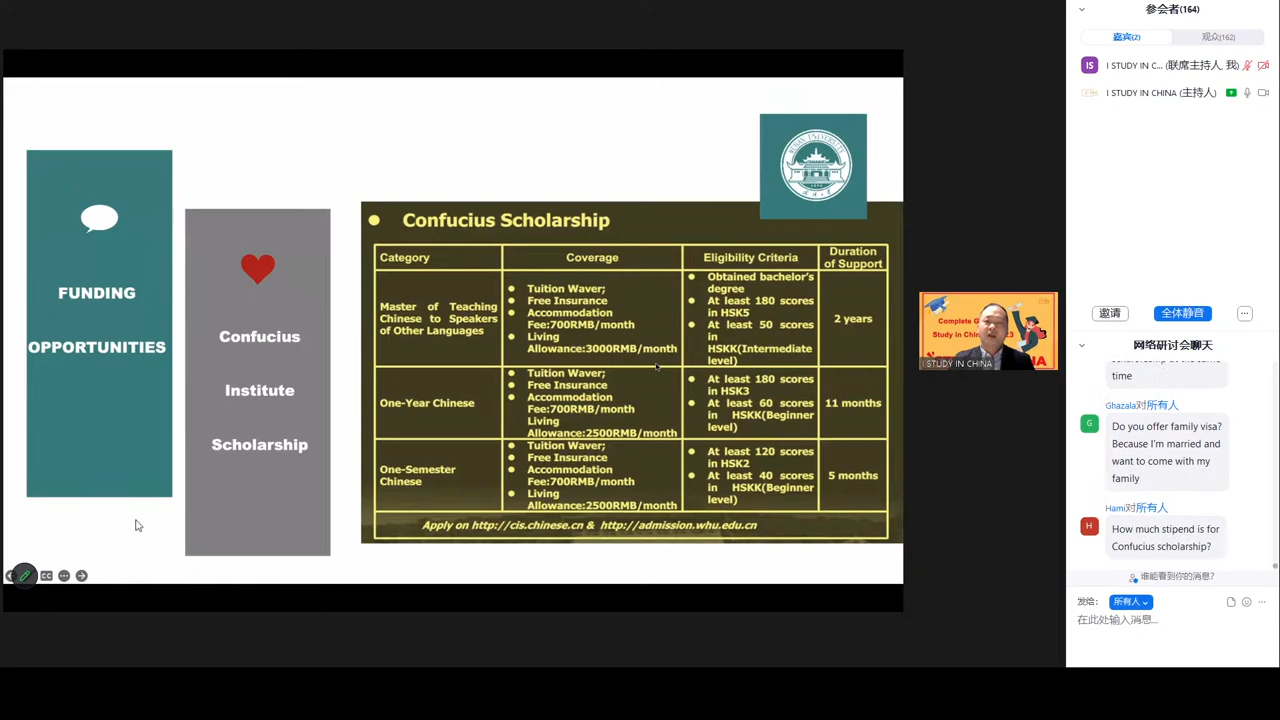 FUNDING
OPPORTUNITIES
Confucius
Institute
Scholarship
WUHAN UNIVERSITY
1893
Confucius Scholarship
Category
Coverage
Eligibility Criteria
Duration
of Support
Master of Teaching
Chinese to Speakers
of Other Languages
Tuition Waver;
Free Insurance
Accommodation
Fee:700RMB/month
Living
Allowance:3000RMB/month
Obtained bachelor's
degree
At least 180 scores
in HSK5
At least 50 scores
in
HSKK(Intermediate
level)
2 years
One-Year Chinese
Tuition Waver;
Free Insurance
Accommodation
Fee:700RMB/month
Living
Allowance:2500RMB/month
At least 180 scores
in HSK3
At least 60 scores
in HSKK(Beginner
level)
11 months
One-Semester
Chinese
Tuition Waver;
Free Insurance
Accommodation
Fee:700RMB/month
Living
Allowance:2500RMB/month
At least 120 scores
in HSK2
At least 40 scores
in HSKK(Beginner
level)
5 months
Apply on http://cis.chinese.cn & http://admission.whu.edu.cn
Complete G
Study in Chin 23
I STUDY IN CHINA
参会者(164)
嘉宾(2)
观众(162)
IS
I STUDY IN C... (联席主持人, 我)
I STUDY IN CHINA (主持人)
邀请
全体静音
网络研讨会聊天
time
Ghazala对所有人
G
Do you offer family visa?
Because I'm married and
want to come with my
family
Hami对所有人
H
How much stipend is for
Confucius scholarship?
谁能看到你的消息?
发给:
所有人
在此处输入消息...